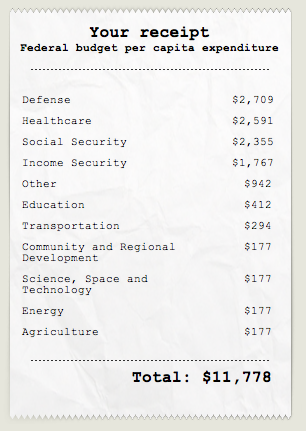 Your receipt
Federal budget per capita expenditure
Defense $2,709
Healthcare $2,591
Social Security $2,355
Income Security $1,767
Other $942
Education $412
Transportation $294
Community and Regional $177
Development
Science, Space and $177
Technology
Energy $177
Agriculture $177
Total: $11,778